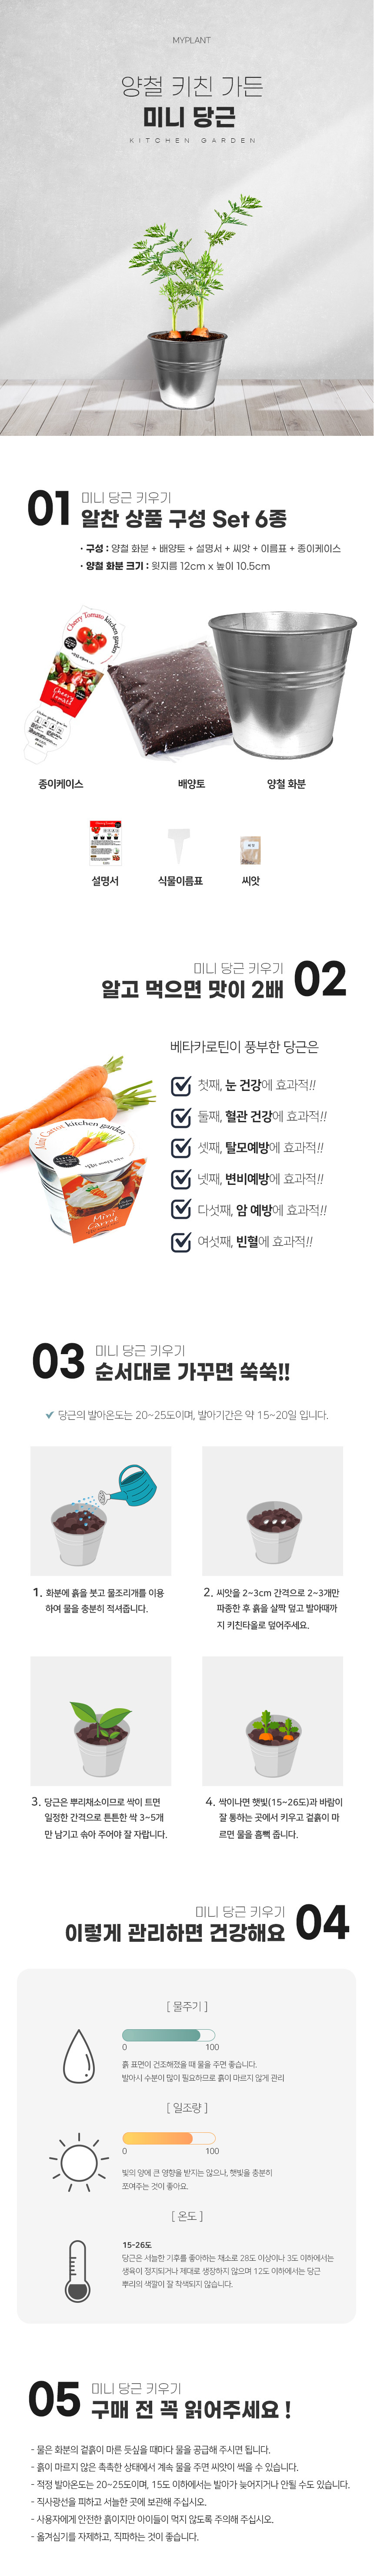 MYPLANT
양철 키친 가든
미니 당근
KITCHEN GARDEN
01
미니 당근 키우기
알찬 상품 구성 Set 6종
· 구성 : 양철 화분 + 배양토 + 설명서 + 씨앗 + 이름표 + 종이케이스
· 양철 화분 크기 : 윗지름 12cm x 높이 10.5cm
Cherry Tomato kitchen garden
Cherry
Tomato
종이케이스
배양토
양철 화분
설명서
식물이름표
씨앗
미니 당근 키우기
알고 먹으면 맛이 2배
02
베타카로틴이 풍부한 당근은
첫째, 눈 건강에 효과적!!
둘째, 혈관 건강에 효과적!!
셋째, 탈모예방에 효과적!!
넷째, 변비예방에 효과적!!
다섯째, 암 예방에 효과적!!
여섯째, 빈혈에 효과적!!
Mini Carrot kitchen garden
Mini
Carrot
03
미니 당근 키우기
순서대로 가꾸면 쑥쑥!!
당근의 발아온도는 20~25도이며, 발아기간은 약 15~20일 입니다.
1. 화분에 흙을 붓고 물조리개를 이용
하여 물을 충분히 적셔줍니다.
2. 씨앗을 2~3cm 간격으로 2~3개만
파종한 후 흙을 살짝 덮고 발아때까
지 키친타올로 덮어주세요.
3. 당근은 뿌리채소이므로 싹이 트면
일정한 간격으로 튼튼한 싹 3~5개
만 남기고 솎아 주어야 잘 자랍니다.
4. 싹이나면 햇빛(15~26도)과 바람이
잘 통하는 곳에서 키우고 겉흙이 마
르면 물을 흠뻑 줍니다.
미니 당근 키우기
이렇게 관리하면 건강해요
04
[ 물주기 ]
0 100
흙 표면이 건조해졌을 때 물을 주면 좋습니다.
발아시 수분이 많이 필요하므로 흙이 마르지 않게 관리
[ 일조량 ]
0 100
빛의 양에 큰 영향을 받지는 않으나, 햇빛을 충분히
쪼여주는 것이 좋아요.
[ 온도 ]
15-26도
당근은 서늘한 기후를 좋아하는 채소로 28도 이상이나 3도 이하에서는
생육이 정지되거나 제대로 생장하지 않으며 12도 이하에서는 당근
뿌리의 색깔이 잘 착색되지 않습니다.
05
미니 당근 키우기
구매 전 꼭 읽어주세요 !
- 물은 화분의 겉흙이 마른 듯싶을 때마다 물을 공급해 주시면 됩니다.
- 흙이 마르지 않은 촉촉한 상태에서 계속 물을 주면 씨앗이 썩을 수 있습니다.
- 적정 발아온도는 20~25도이며, 15도 이하에서는 발아가 늦어지거나 안될 수도 있습니다.
- 직사광선을 피하고 서늘한 곳에 보관해 주십시오.
- 사용자에게 안전한 흙이지만 아이들이 먹지 않도록 주의해 주십시오.
- 옮겨심기를 자제하고, 직파하는 것이 좋습니다.